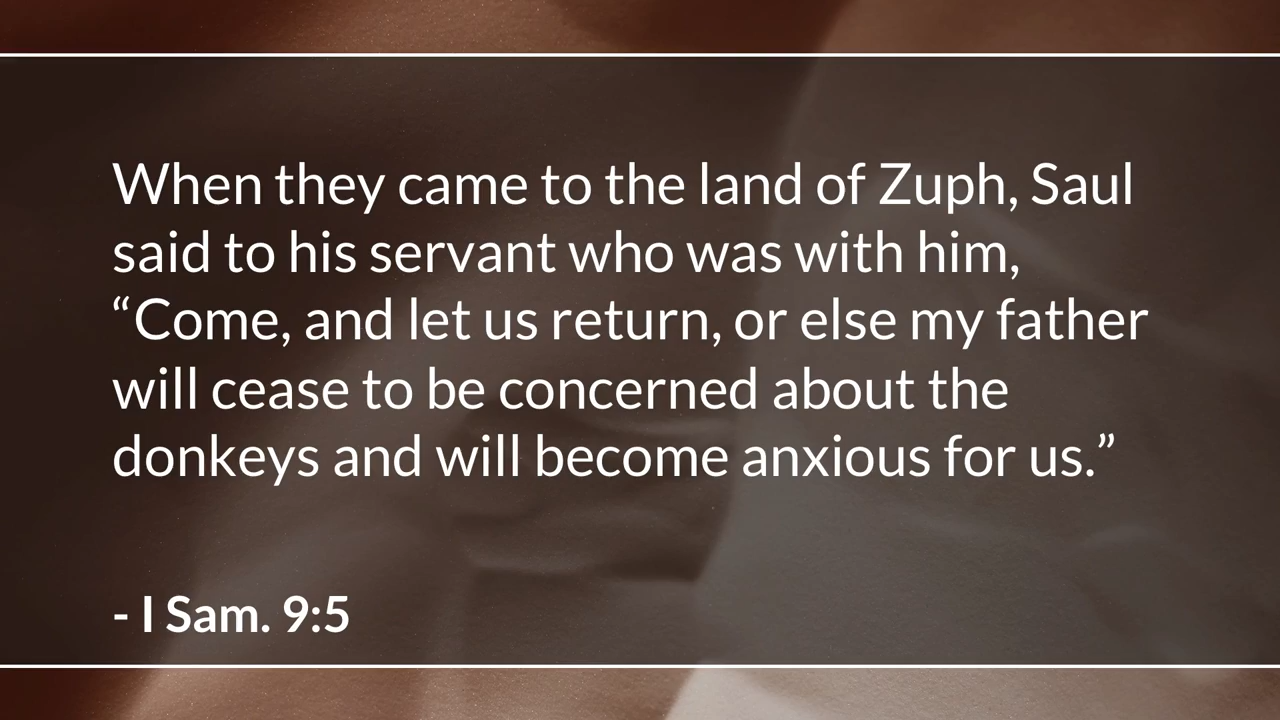 When they came to the land of Zuph, Saul
said to his servant who was with him,
“Come, and let us return, or else my father
will cease to be concerned about the
donkeys and will become anxious for us.”
- I Sam. 9:5